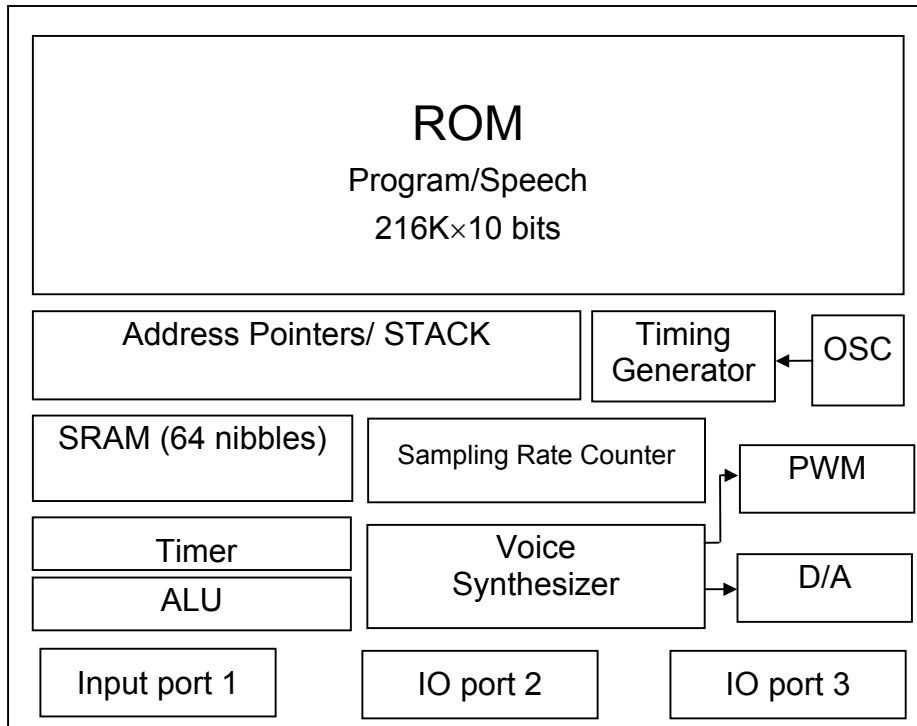 ROM
Program/Speech
216K×10 bits
Address Pointers/ STACK
Timing
Generator
OSC
SRAM (64 nibbles)
Sampling Rate Counter
PWM
Timer
Voice
Synthesizer
D/A
ALU
Input port 1
IO port 2
IO port 3